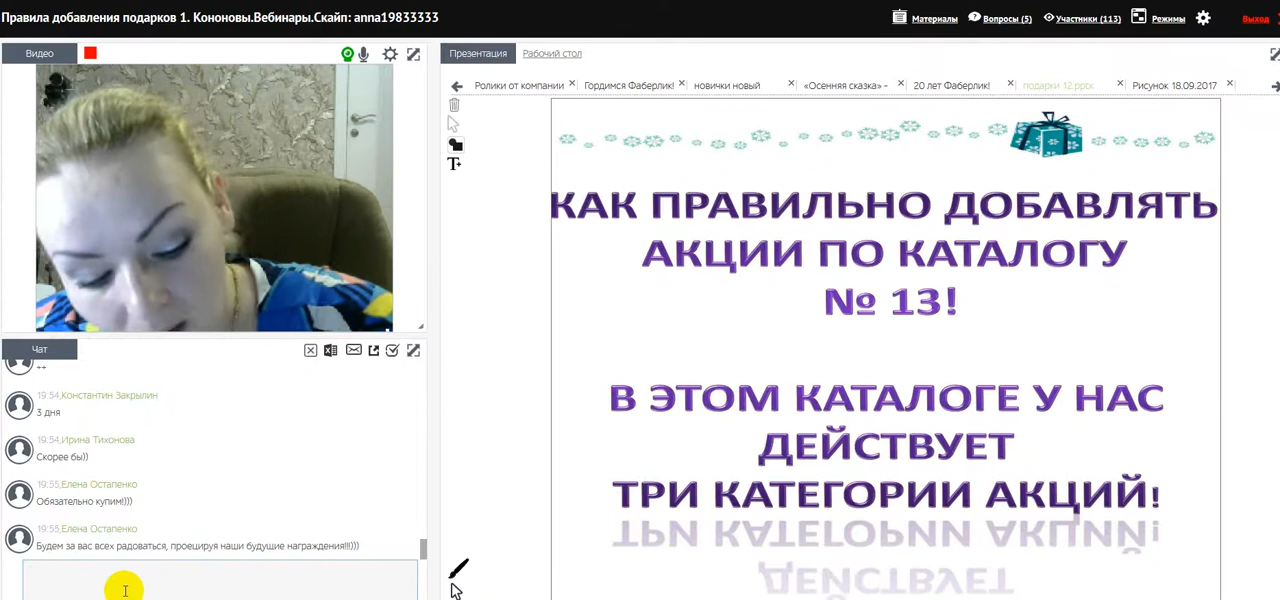 Правила добавления подарков 1. Кононовы.Вебинары.Скайп: anna19833333
Материалы
Вопросы (5)
Участники (113)
Режимы
Выход
Видео
Презентация
Рабочий стол
Ролики от компании
Гордимся Фаберлик!
новички новый
«Осенняя сказка» -
20 лет Фаберлик!
подарки 12.pptx
Рисунок 18.09.2017
T+
КАК ПРАВИЛЬНО ДОБАВЛЯТЬ
АКЦИИ ПО КАТАЛОГУ
№ 13!
В ЭТОМ КАТАЛОГЕ У НАС
ДЕЙСТВУЕТ
ТРИ КАТЕГОРИИ АКЦИЙ!
Чат
++
19:54,Константин Закрылин
3 дня
19:54,Ирина Тихонова
Скорее бы))
19:55,Елена Остапенко
Обязательно купим!)))
19:55,Елена Остапенко
Будем за вас всех радоваться, проецируя наши будущие награждения!!!)))